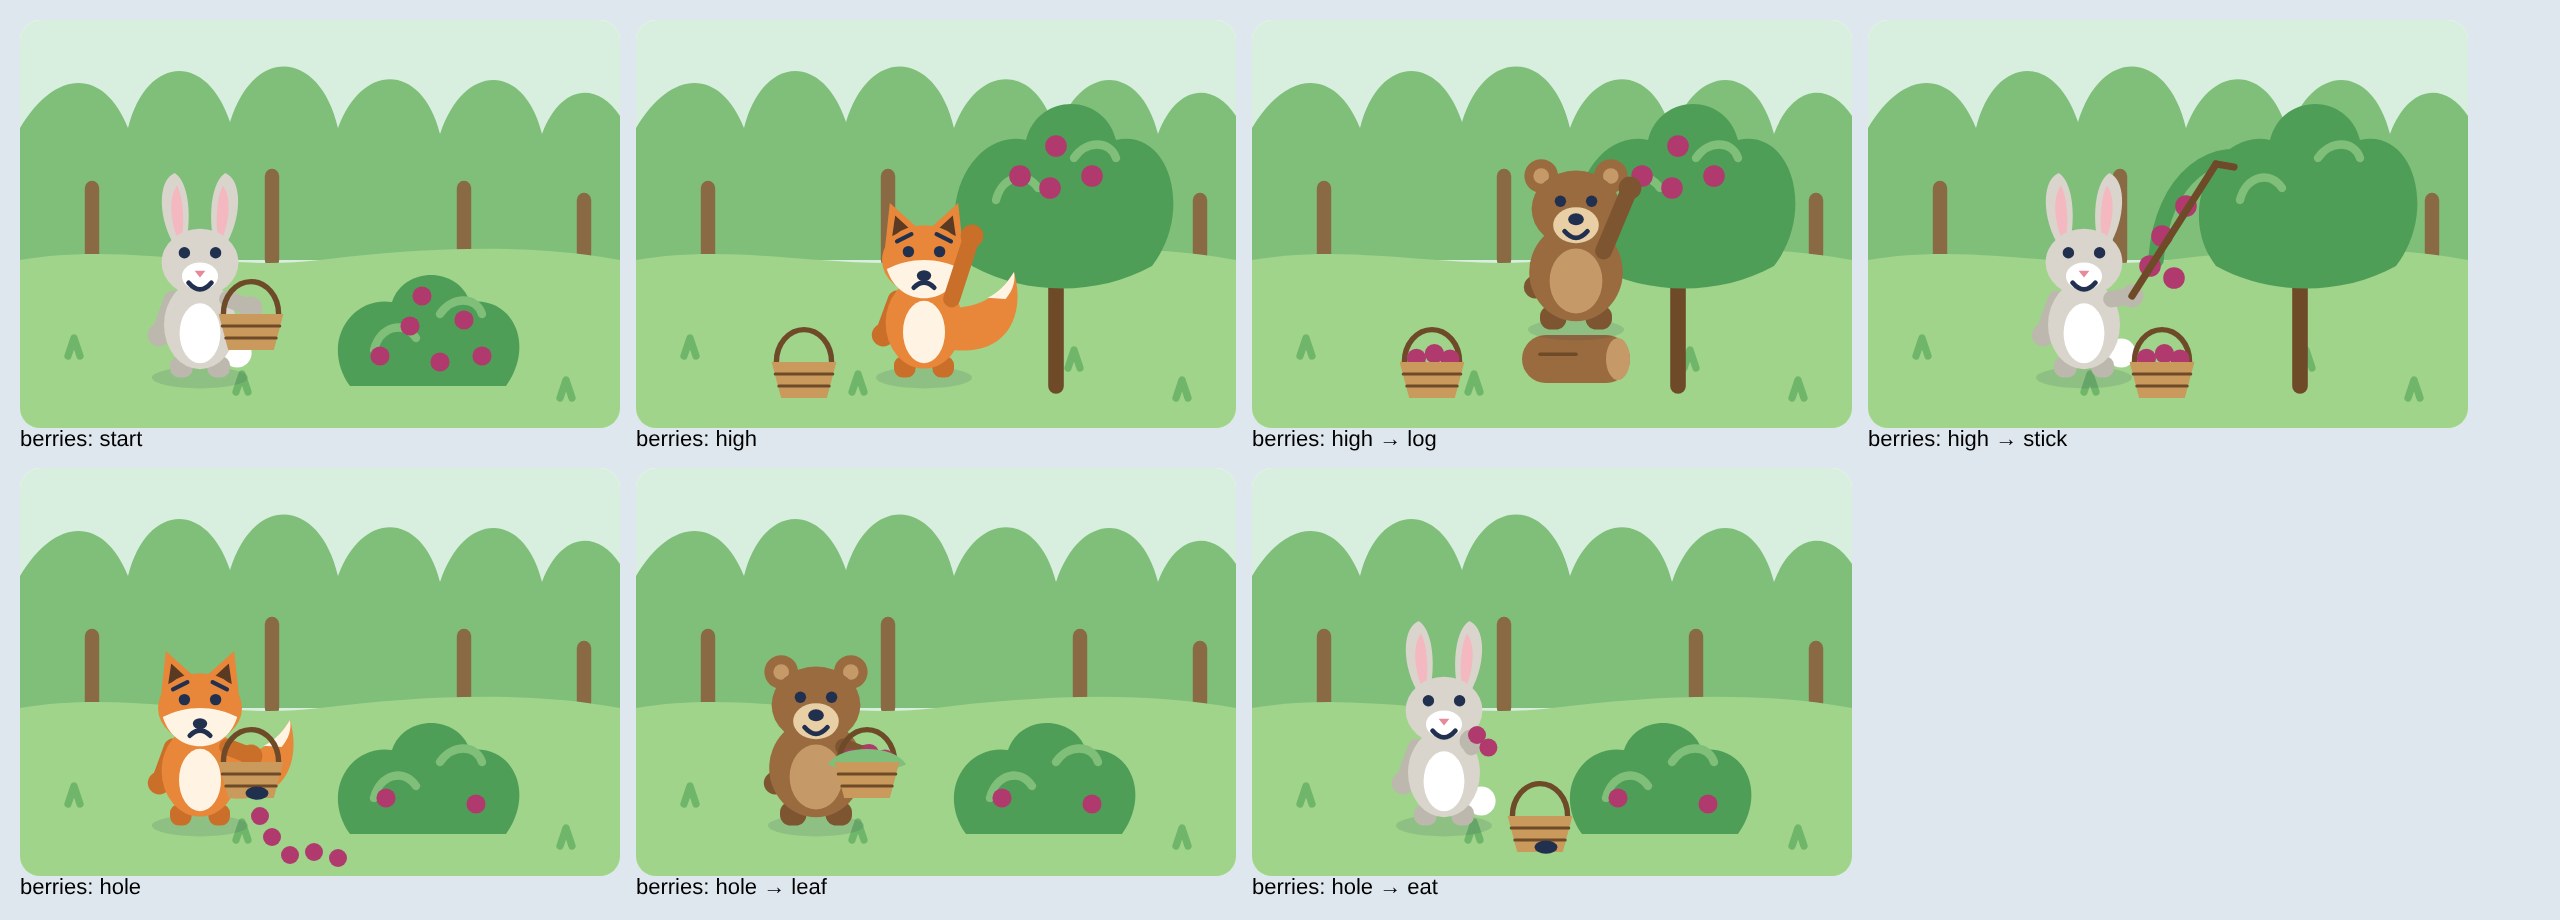 berries: start
berries: high
berries: high → log
berries: high → stick
berries: hole
berries: hole → leaf
berries: hole → eat